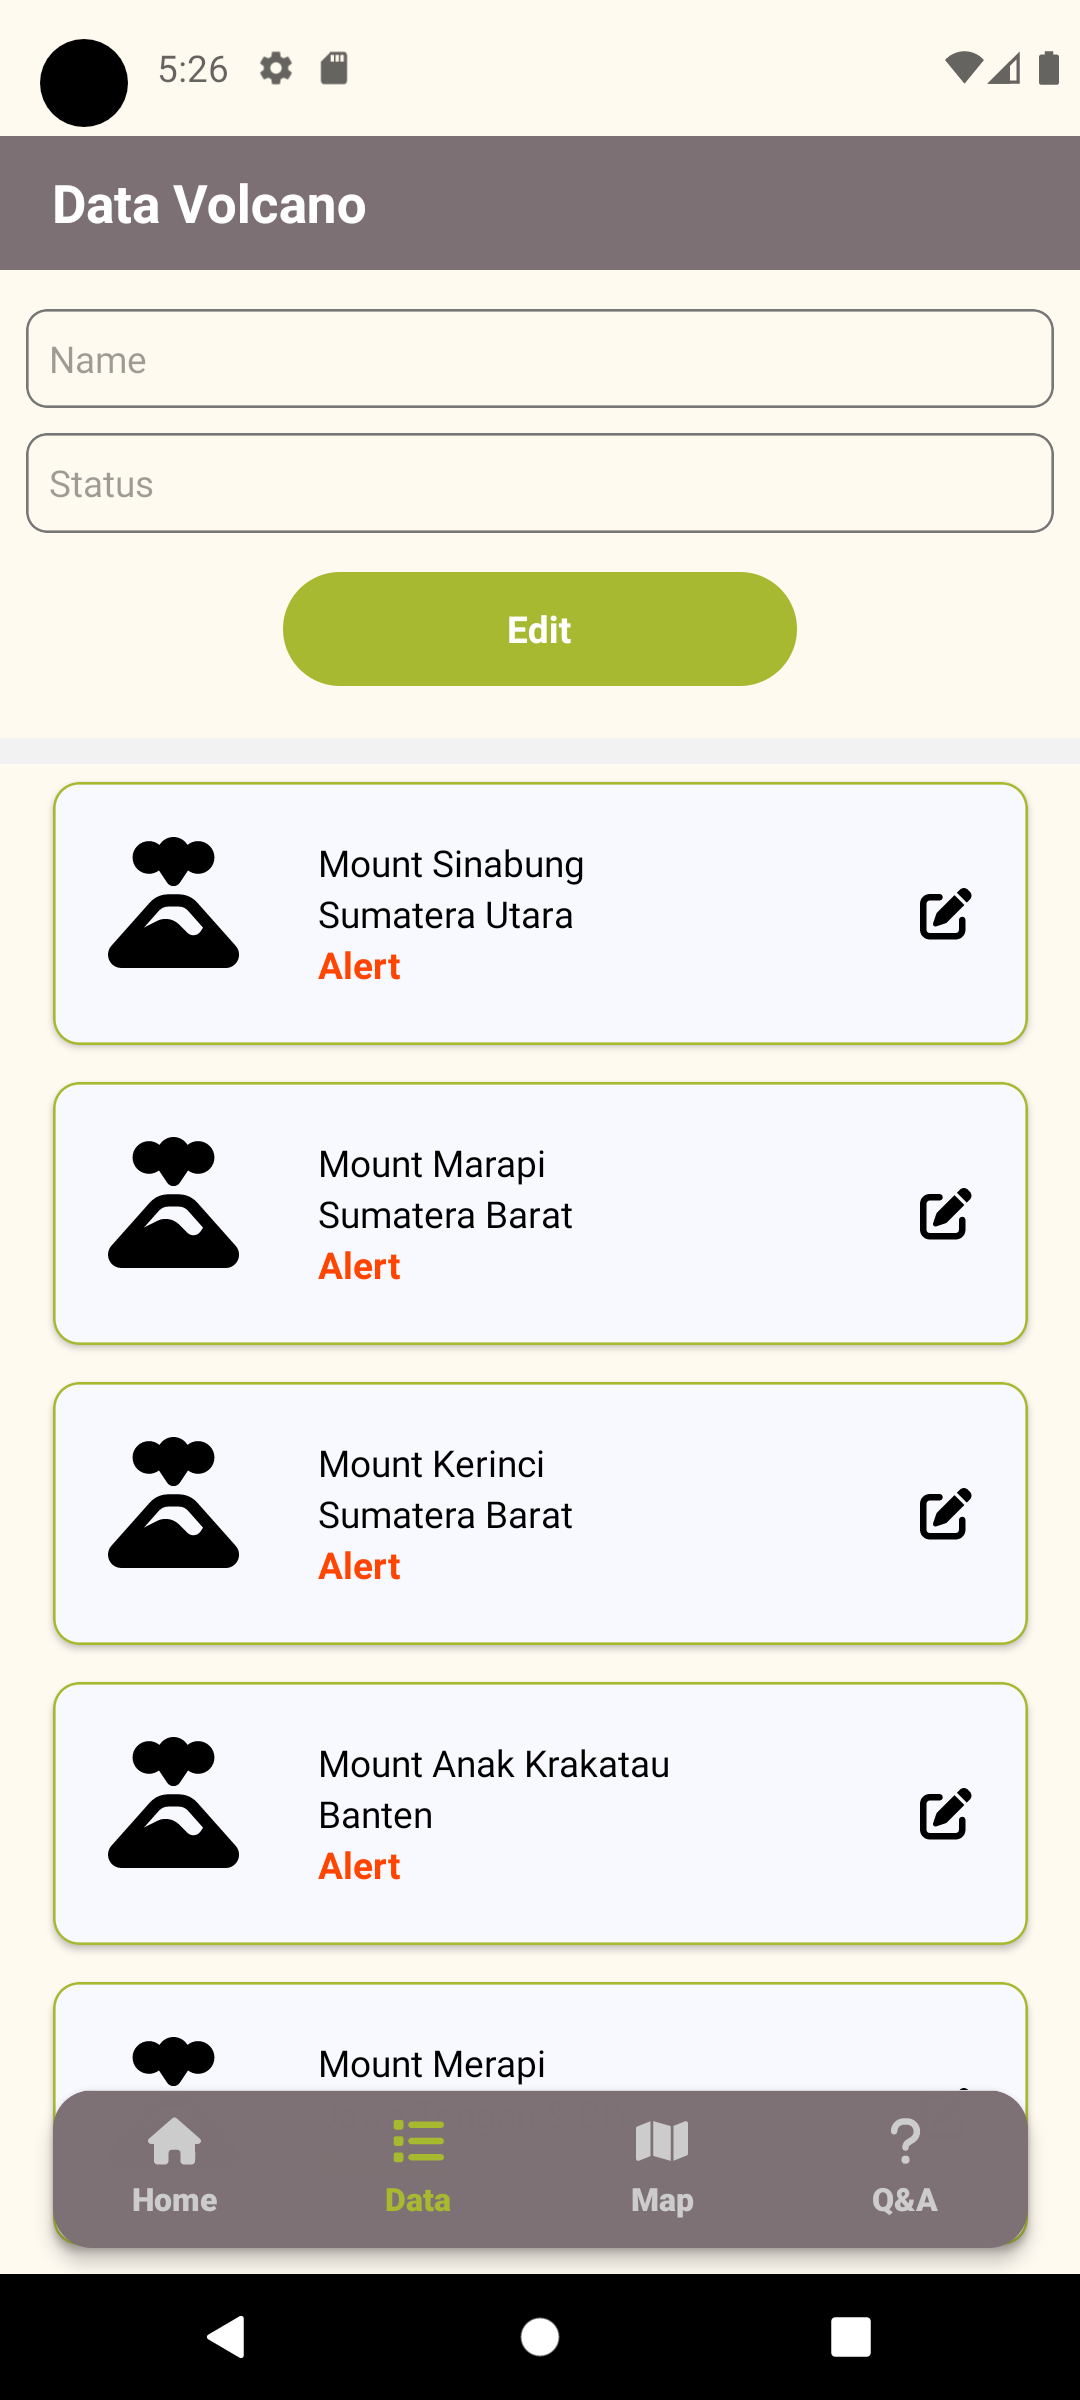 5:26
Data Volcano
Name
Status
Edit
Mount Sinabung
Sumatera Utara
Alert
Mount Marapi
Sumatera Barat
Alert
Mount Kerinci
Sumatera Barat
Alert
Mount Anak Krakatau
Banten
Alert
Mount Merapi
Home
Data
Map
Q&A